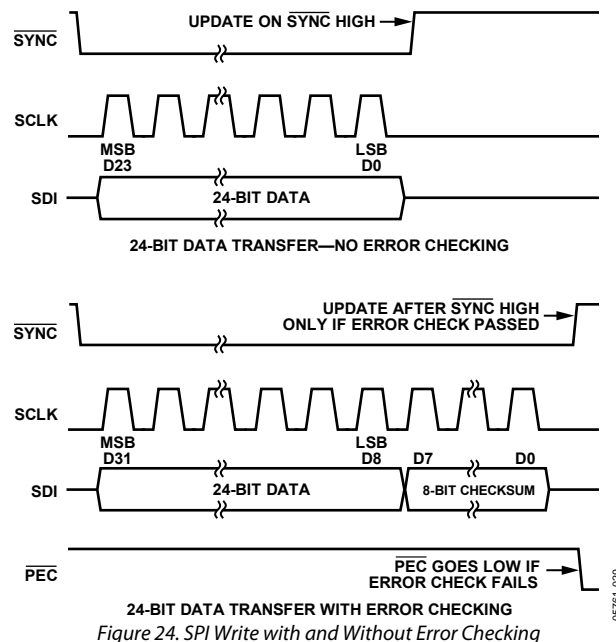 UPDATE ON SYNC HIGH
SYNC
SCLK
MSB LSB
D23 D0
SDI 24-BIT DATA
24-BIT DATA TRANSFER—NO ERROR CHECKING
UPDATE AFTER SYNC HIGH
SYNC ONLY IF ERROR CHECK PASSED
SCLK
MSB LSB
D31 D8 D7 D0
SDI 24-BIT DATA 8-BIT CHECKSUM
PEC PEC GOES LOW IF
ERROR CHECK FAILS
24-BIT DATA TRANSFER WITH ERROR CHECKING
Figure 24. SPI Write with and Without Error Checking